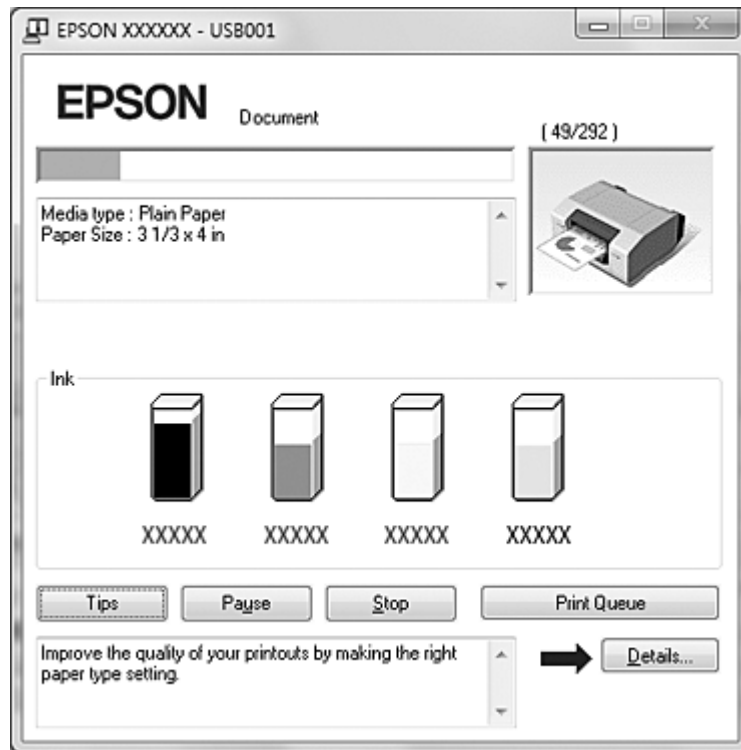 EPSON XXXXXX - USB001
EPSON Document
( 49/292 )
Media type : Plain Paper
Paper Size : 3 1/3 x 4 in
Ink
XXXXX XXXXX XXXXX XXXXX
Tips Pause Stop Print Queue
Improve the quality of your printouts by making the right
paper type setting.
Details...